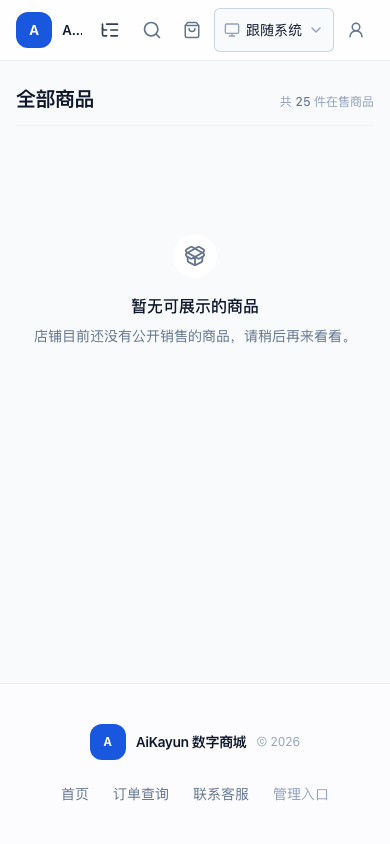 A A... 跟随系统
全部商品 共 25 件在售商品
暂无可展示的商品
店铺目前还没有公开销售的商品，请稍后再来看看。
A AiKayun 数字商城 © 2026
首页 订单查询 联系客服 管理入口